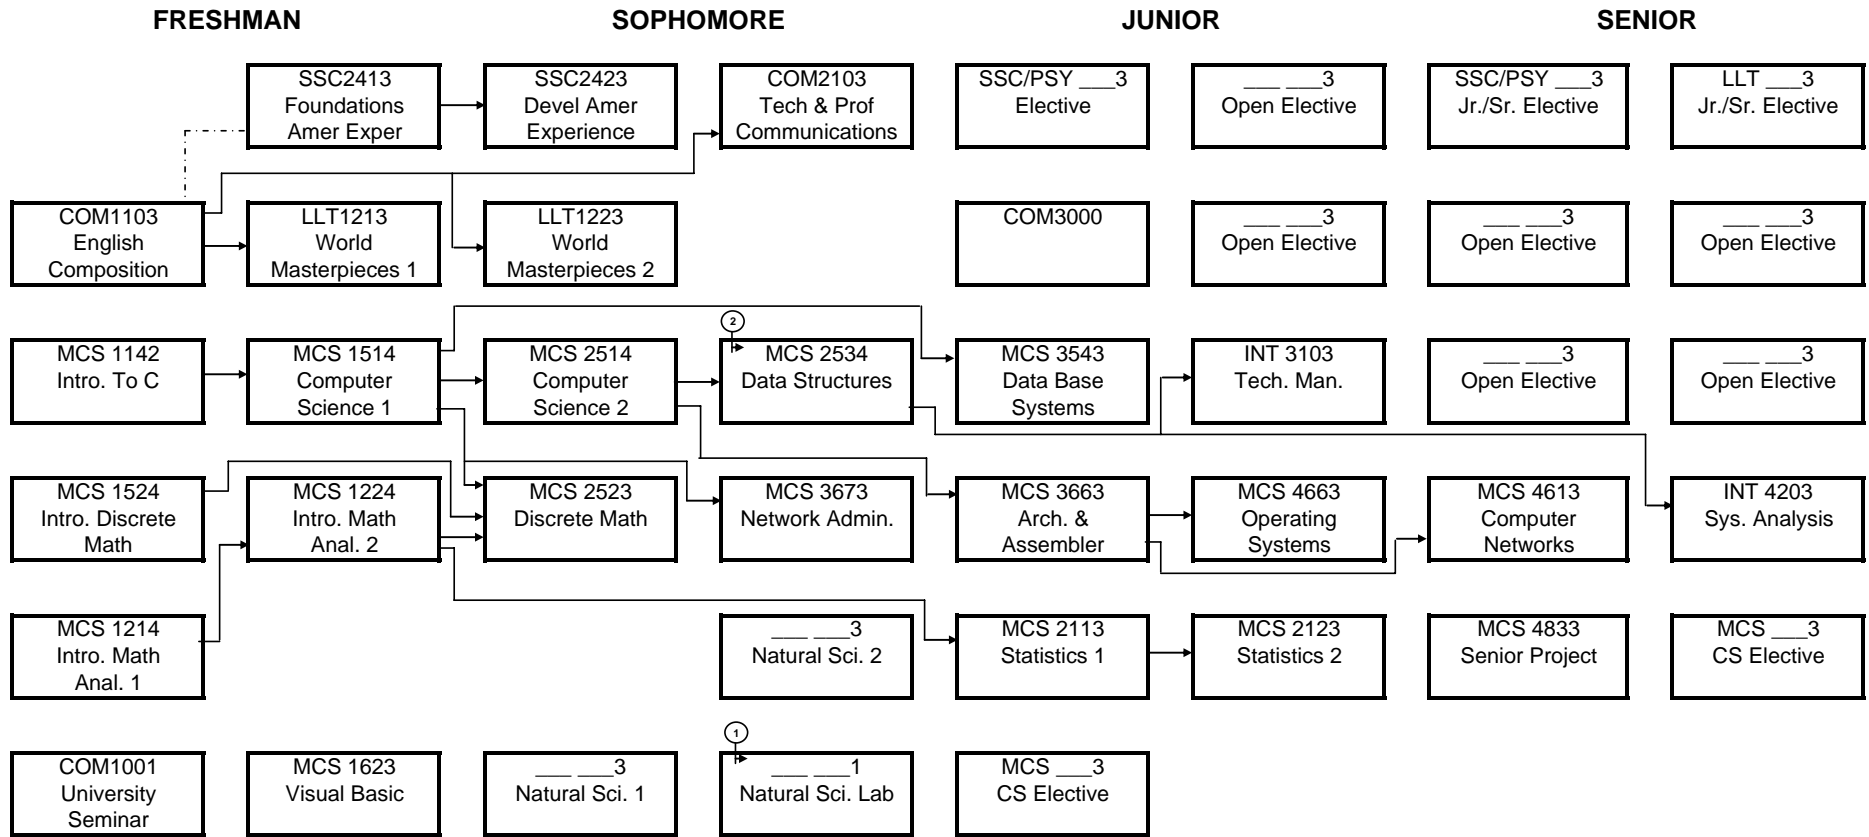 FRESHMAN SOPHOMORE JUNIOR SENIOR
SSC2413
Foundations
Amer Exper
SSC2423
Devel Amer
Experience
COM2103
Tech & Prof
Communications
SSC/PSY ___3
Elective
___ ___3
Open Elective
SSC/PSY ___3
Jr./Sr. Elective
LLT ___3
Jr./Sr. Elective
COM1103
English
Composition
LLT1213
World
Masterpieces 1
LLT1223
World
Masterpieces 2
COM3000
___ ___3
Open Elective
___ ___3
Open Elective
___ ___3
Open Elective
MCS 1142
Intro. To C
MCS 1514
Computer
Science 1
MCS 2514
Computer
Science 2
2
MCS 2534
Data Structures
MCS 3543
Data Base
Systems
INT 3103
Tech. Man.
___ ___3
Open Elective
___ ___3
Open Elective
MCS 1524
Intro. Discrete
Math
MCS 1224
Intro. Math
Anal. 2
MCS 2523
Discrete Math
MCS 3673
Network Admin.
MCS 3663
Arch. &
Assembler
MCS 4663
Operating
Systems
MCS 4613
Computer
Networks
INT 4203
Sys. Analysis
MCS 1214
Intro. Math
Anal. 1
___ ___3
Natural Sci. 2
MCS 2113
Statistics 1
MCS 2123
Statistics 2
MCS 4833
Senior Project
MCS ___3
CS Elective
COM1001
University
Seminar
MCS 1623
Visual Basic
___ ___3
Natural Sci. 1
1
___ ___1
Natural Sci. Lab
MCS ___3
CS Elective